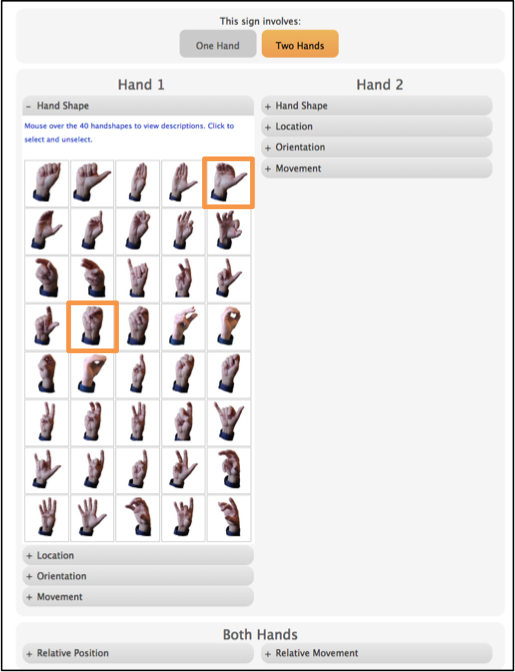 This sign involves:
One Hand
Two Hands
Hand 1
− Hand Shape
Mouse over the 40 handshapes to view descriptions. Click to
select and unselect.
+ Location
+ Orientation
+ Movement
Hand 2
+ Hand Shape
+ Location
+ Orientation
+ Movement
Both Hands
+ Relative Position
+ Relative Movement